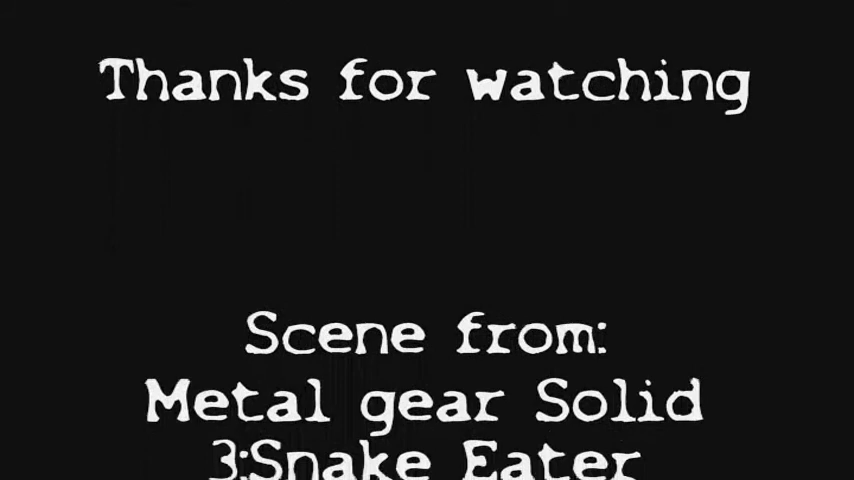 Thanks for watching
Scene from:
Metal gear Solid
3:Snake Eater